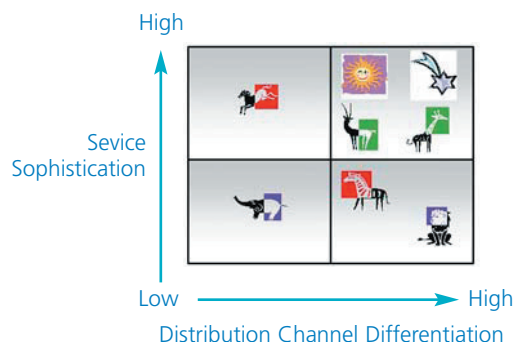 High
Sevice
Sophistication
Low
High
Distribution Channel Differentiation